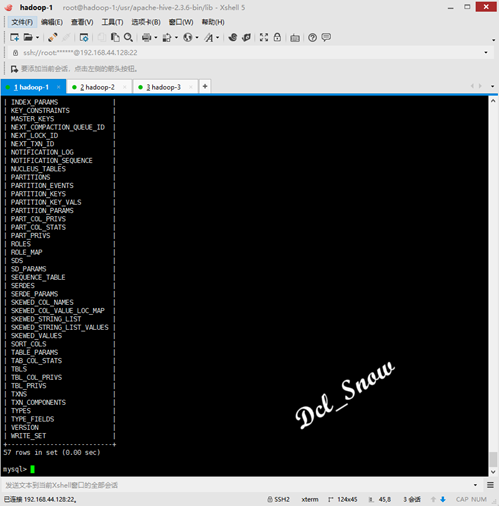 hadoop-1 root@hadoop-1:/usr/apache-hive-2.3.6-bin/lib - Xshell 5
文件(F) 编辑(E) 查看(V) 工具(T) 选项卡(B) 窗口(W) 帮助(H)
ssh://root:******@192.168.44.128:22
要添加当前会话，点击左侧的箭头按钮。
1 hadoop-1 2 hadoop-2 3 hadoop-3 +
| INDEX_PARAMS |
| KEY_CONSTRAINTS |
| MASTER_KEYS |
| NEXT_COMPACTION_QUEUE_ID |
| NEXT_LOCK_ID |
| NEXT_TXN_ID |
| NOTIFICATION_LOG |
| NOTIFICATION_SEQUENCE |
| NUCLEUS_TABLES |
| PARTITIONS |
| PARTITION_EVENTS |
| PARTITION_KEYS |
| PARTITION_KEY_VALS |
| PARTITION_PARAMS |
| PART_COL_PRIVS |
| PART_COL_STATS |
| PART_PRIVS |
| ROLES |
| ROLE_MAP |
| SDS |
| SD_PARAMS |
| SEQUENCE_TABLE |
| SERDES |
| SERDE_PARAMS |
| SKEWED_COL_NAMES |
| SKEWED_COL_VALUE_LOC_MAP |
| SKEWED_STRING_LIST |
| SKEWED_STRING_LIST_VALUES |
| SKEWED_VALUES |
| SORT_COLS |
| TABLE_PARAMS |
| TAB_COL_STATS |
| TBLS |
| TBL_COL_PRIVS |
| TBL_PRIVS |
| TXNS |
| TXN_COMPONENTS |
| TYPES |
| TYPE_FIELDS |
| VERSION |
| WRITE_SET |
+---------------------------+
57 rows in set (0.00 sec)
mysql>
Dcl_Snow
发送文本到当前Xshell窗口的全部会话
已连接 192.168.44.128:22。 SSH2 xterm 124x45 45,8 3 会话 CAP NUM